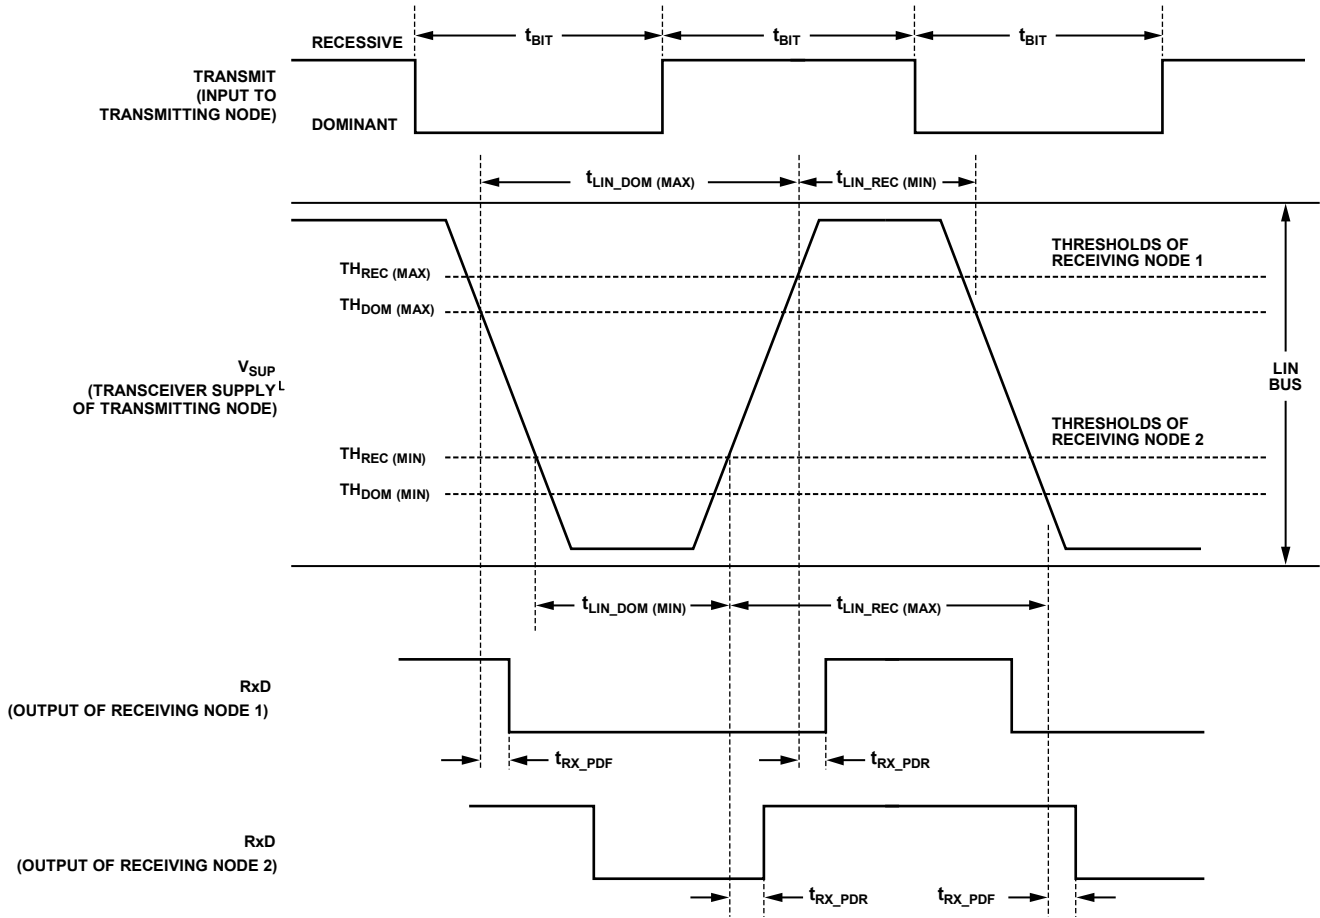 RECESSIVE
tBIT
tBIT
tBIT
TRANSMIT
(INPUT TO
TRANSMITTING NODE)
DOMINANT
tLIN_DOM (MAX)
tLIN_REC (MIN)
THREC (MAX)
THRESHOLDS OF
RECEIVING NODE 1
THDOM (MAX)
VSUP
(TRANSCEIVER SUPPLY L
OF TRANSMITTING NODE)
LIN
BUS
THRESHOLDS OF
RECEIVING NODE 2
THREC (MIN)
THDOM (MIN)
tLIN_DOM (MIN)
tLIN_REC (MAX)
RxD
(OUTPUT OF RECEIVING NODE 1)
tRX_PDF
tRX_PDR
RxD
(OUTPUT OF RECEIVING NODE 2)
tRX_PDR
tRX_PDF